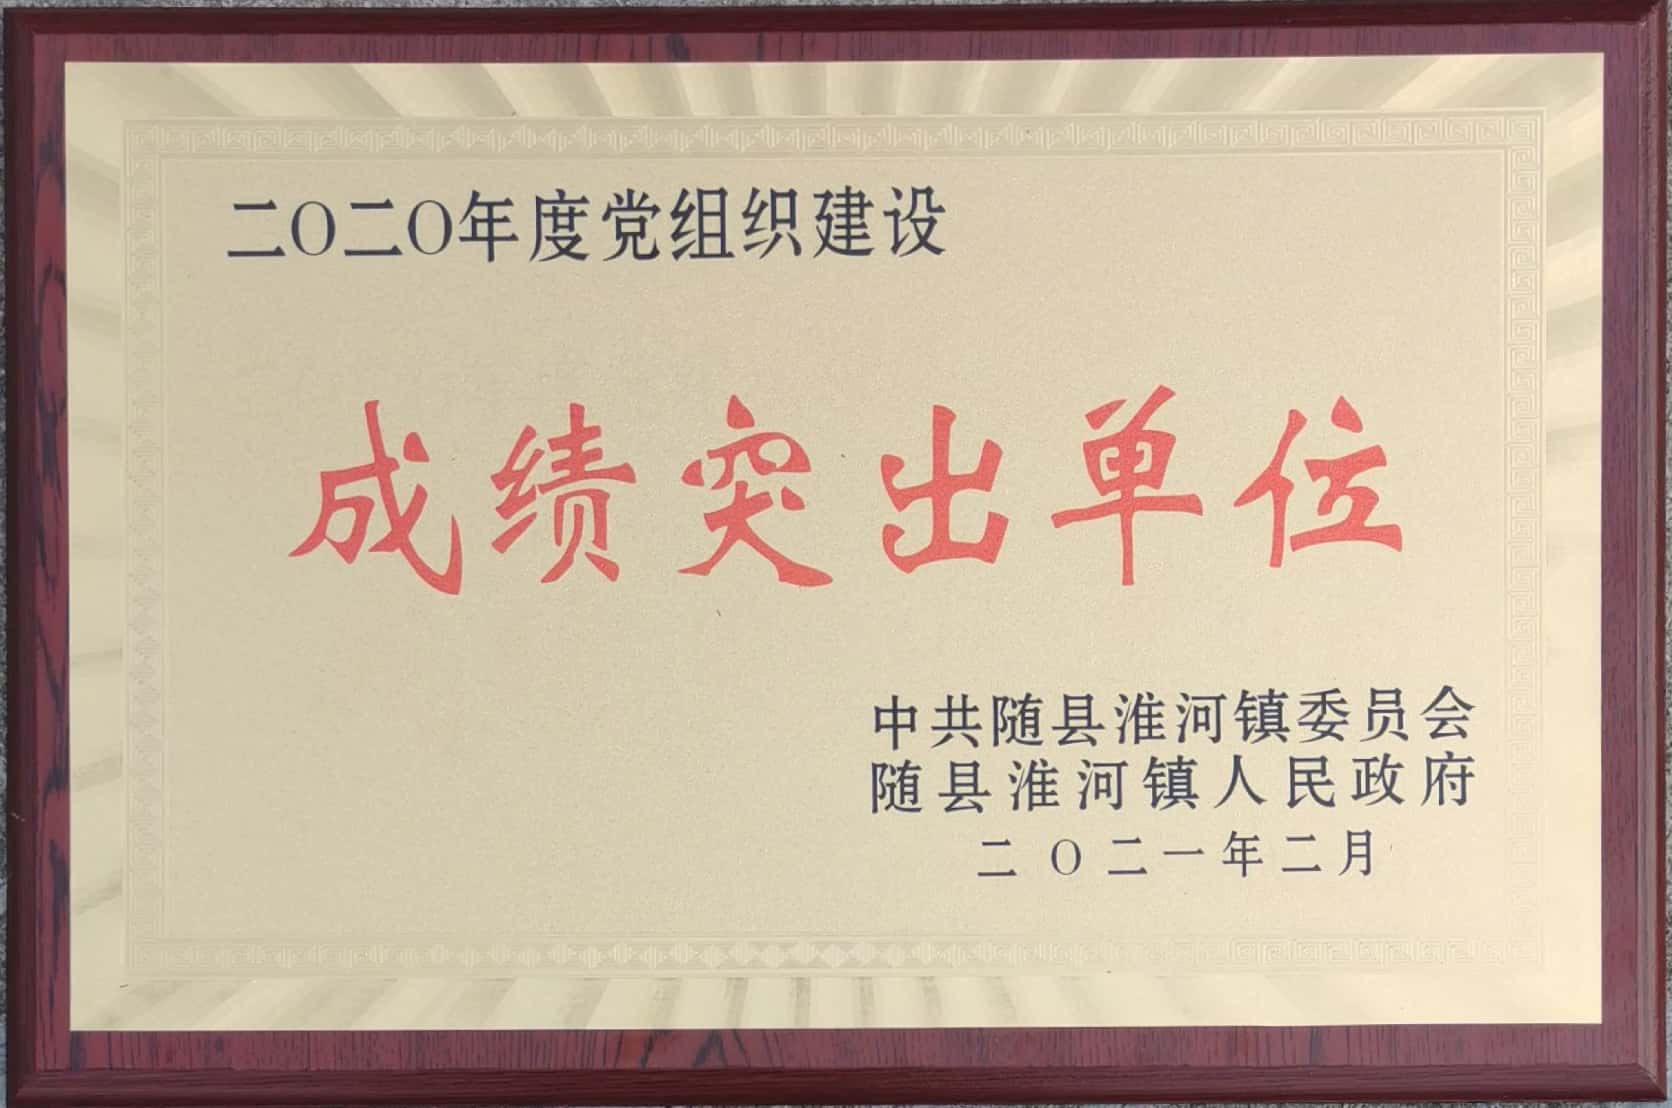 二〇二〇年度党组织建设
成绩突出单位
中共随县淮河镇委员会
随县淮河镇人民政府
二〇二一年二月